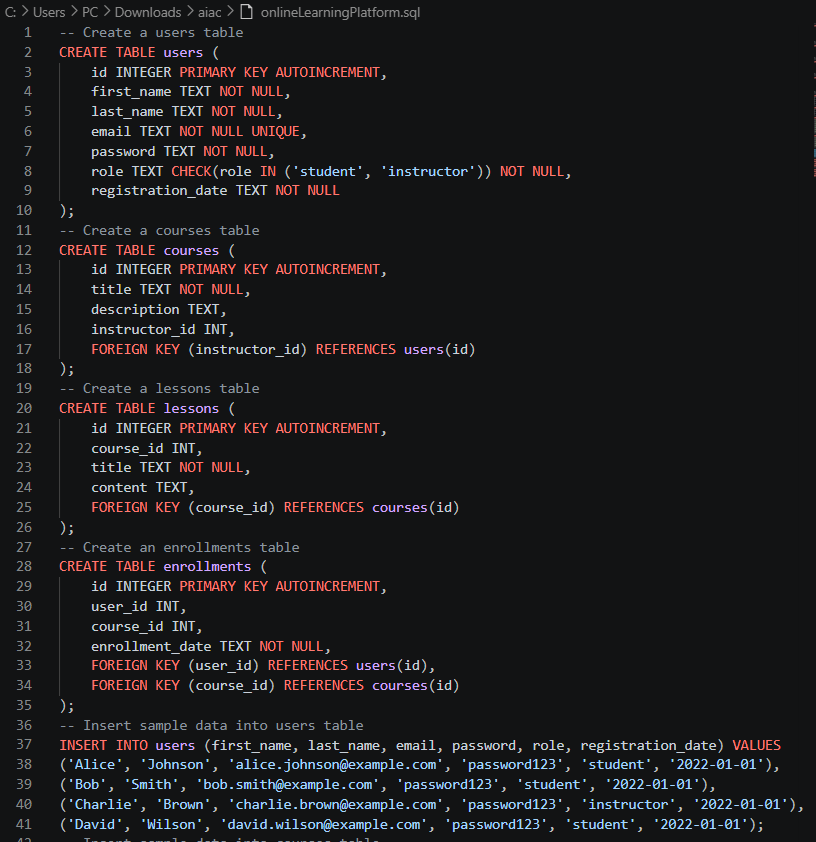 C: > Users > PC > Downloads > aiac > onlineLearningPlatform.sql
1 -- Create a users table
2 CREATE TABLE users (
3     id INTEGER PRIMARY KEY AUTOINCREMENT,
4     first_name TEXT NOT NULL,
5     last_name TEXT NOT NULL,
6     email TEXT NOT NULL UNIQUE,
7     password TEXT NOT NULL,
8     role TEXT CHECK(role IN ('student', 'instructor')) NOT NULL,
9     registration_date TEXT NOT NULL
10 );
11 -- Create a courses table
12 CREATE TABLE courses (
13     id INTEGER PRIMARY KEY AUTOINCREMENT,
14     title TEXT NOT NULL,
15     description TEXT,
16     instructor_id INT,
17     FOREIGN KEY (instructor_id) REFERENCES users(id)
18 );
19 -- Create a lessons table
20 CREATE TABLE lessons (
21     id INTEGER PRIMARY KEY AUTOINCREMENT,
22     course_id INT,
23     title TEXT NOT NULL,
24     content TEXT,
25     FOREIGN KEY (course_id) REFERENCES courses(id)
26 );
27 -- Create an enrollments table
28 CREATE TABLE enrollments (
29     id INTEGER PRIMARY KEY AUTOINCREMENT,
30     user_id INT,
31     course_id INT,
32     enrollment_date TEXT NOT NULL,
33     FOREIGN KEY (user_id) REFERENCES users(id),
34     FOREIGN KEY (course_id) REFERENCES courses(id)
35 );
36 -- Insert sample data into users table
37 INSERT INTO users (first_name, last_name, email, password, role, registration_date) VALUES
38 ('Alice', 'Johnson', 'alice.johnson@example.com', 'password123', 'student', '2022-01-01'),
39 ('Bob', 'Smith', 'bob.smith@example.com', 'password123', 'student', '2022-01-01'),
40 ('Charlie', 'Brown', 'charlie.brown@example.com', 'password123', 'instructor', '2022-01-01'),
41 ('David', 'Wilson', 'david.wilson@example.com', 'password123', 'student', '2022-01-01');
42 -- Insert sample data into courses table